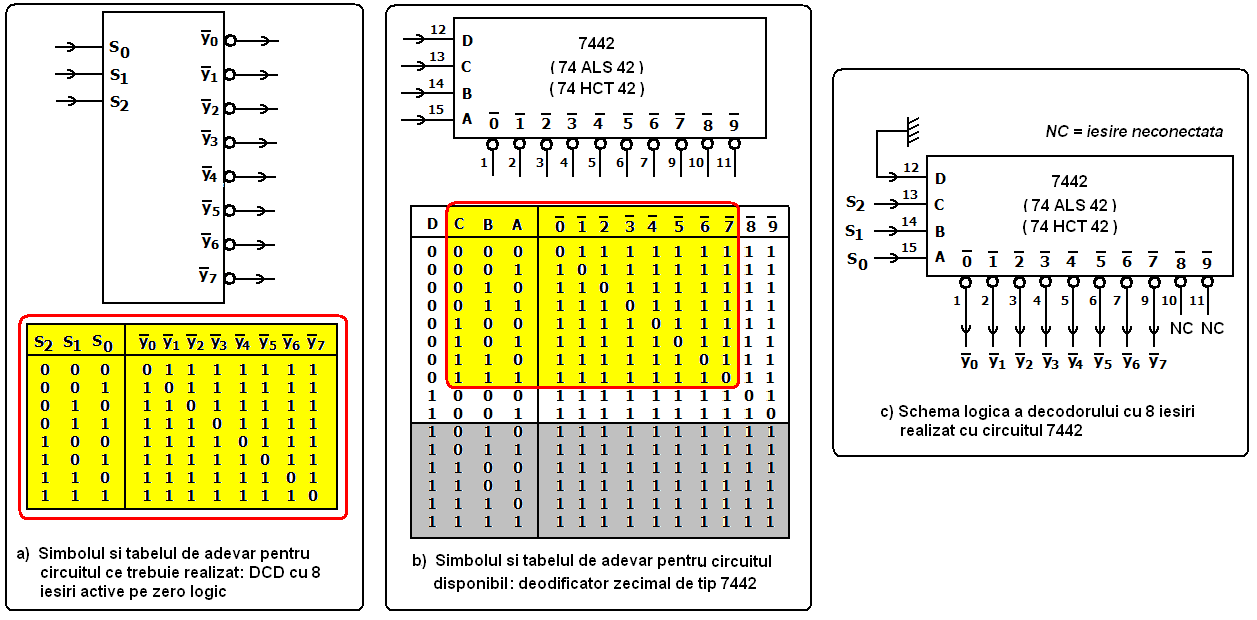 S0 y̅0
S1 y̅1
S2 y̅2
y̅3
y̅4
y̅5
y̅6
y̅7
S2 S1 S0 y̅0 y̅1 y̅2 y̅3 y̅4 y̅5 y̅6 y̅7
0 0 0 0 1 1 1 1 1 1 1
0 0 1 1 0 1 1 1 1 1 1
0 1 0 1 1 0 1 1 1 1 1
0 1 1 1 1 1 0 1 1 1 1
1 0 0 1 1 1 1 0 1 1 1
1 0 1 1 1 1 1 1 0 1 1
1 1 0 1 1 1 1 1 1 0 1
1 1 1 1 1 1 1 1 1 1 0
a) Simbolul si tabelul de adevar pentru
circuitul ce trebuie realizat: DCD cu 8
iesiri active pe zero logic
12 D 7442
13 C ( 74 ALS 42 )
14 B ( 74 HCT 42 )
15 A
0̅ 1̅ 2̅ 3̅ 4̅ 5̅ 6̅ 7̅ 8̅ 9̅
1 2 3 4 5 6 7 9 10 11
D C B A 0̅ 1̅ 2̅ 3̅ 4̅ 5̅ 6̅ 7̅ 8̅ 9̅
0 0 0 0 0 1 1 1 1 1 1 1 1 1
0 0 0 1 1 0 1 1 1 1 1 1 1 1
0 0 1 0 1 1 0 1 1 1 1 1 1 1
0 0 1 1 1 1 1 0 1 1 1 1 1 1
0 1 0 0 1 1 1 1 0 1 1 1 1 1
0 1 0 1 1 1 1 1 1 0 1 1 1 1
0 1 1 0 1 1 1 1 1 1 0 1 1 1
0 1 1 1 1 1 1 1 1 1 1 0 1 1
1 0 0 0 1 1 1 1 1 1 1 1 0 1
1 0 0 1 1 1 1 1 1 1 1 1 1 0
1 0 1 0 1 1 1 1 1 1 1 1 1 1
1 0 1 1 1 1 1 1 1 1 1 1 1 1
1 1 0 0 1 1 1 1 1 1 1 1 1 1
1 1 0 1 1 1 1 1 1 1 1 1 1 1
1 1 1 0 1 1 1 1 1 1 1 1 1 1
1 1 1 1 1 1 1 1 1 1 1 1 1 1
b) Simbolul si tabelul de adevar pentru circuitul
disponibil: deodificator zecimal de tip 7442
NC = iesire neconectata
12 D 7442
S2 13 C ( 74 ALS 42 )
S1 14 B ( 74 HCT 42 )
S0 15 A
0̅ 1̅ 2̅ 3̅ 4̅ 5̅ 6̅ 7̅ 8̅ 9̅
1 2 3 4 5 6 7 9 10 11
NC NC
y̅0 y̅1 y̅2 y̅3 y̅4 y̅5 y̅6 y̅7
c) Schema logica a decodorului cu 8 iesiri
realizat cu circuitul 7442